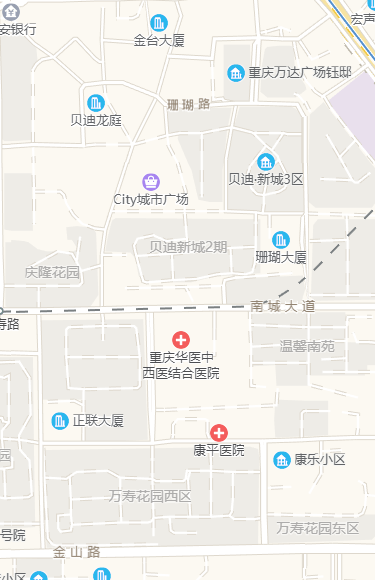 安银行
金台大厦
宏声
重庆万达广场钰邸
珊瑚路
贝迪龙庭
贝迪·新城3区
City城市广场
贝迪新城2期
珊瑚大厦
庆隆花园
南城大道
寿路
温馨南苑
重庆华医中
西医结合医院
正联大厦
康平医院
园
康乐小区
万寿花园西区
万寿花园东区
号院
金山路
小区